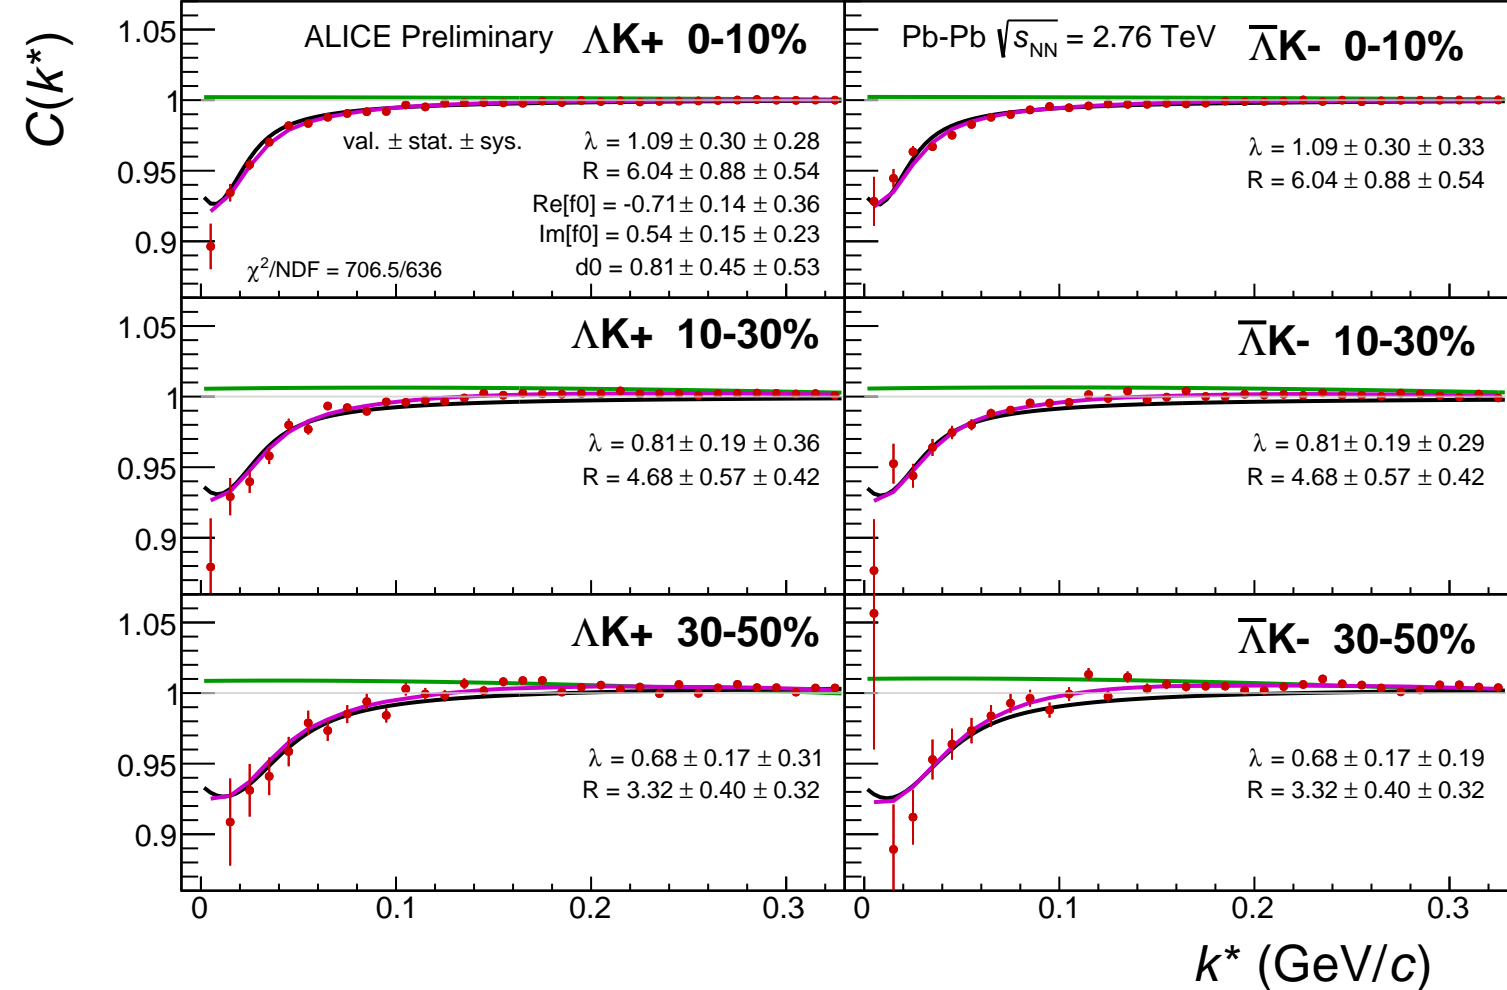 C(k*)
ALICE Preliminary ΛK+ 0-10%
val. ± stat. ± sys.
λ = 1.09 ± 0.30 ± 0.28
R = 6.04 ± 0.88 ± 0.54
Re[f0] = -0.71 ± 0.14 ± 0.36
Im[f0] = 0.54 ± 0.15 ± 0.23
d0 = 0.81 ± 0.45 ± 0.53
χ²/NDF = 706.5/636
1.05
1
0.95
0.9
Pb-Pb √s_NN = 2.76 TeV Λ̅K- 0-10%
λ = 1.09 ± 0.30 ± 0.33
R = 6.04 ± 0.88 ± 0.54
ΛK+ 10-30%
λ = 0.81 ± 0.19 ± 0.36
R = 4.68 ± 0.57 ± 0.42
1.05
1
0.95
0.9
Λ̅K- 10-30%
λ = 0.81 ± 0.19 ± 0.29
R = 4.68 ± 0.57 ± 0.42
ΛK+ 30-50%
λ = 0.68 ± 0.17 ± 0.31
R = 3.32 ± 0.40 ± 0.32
1.05
1
0.95
0.9
Λ̅K- 30-50%
λ = 0.68 ± 0.17 ± 0.19
R = 3.32 ± 0.40 ± 0.32
0 0.1 0.2 0.3
0 0.1 0.2 0.3
k* (GeV/c)